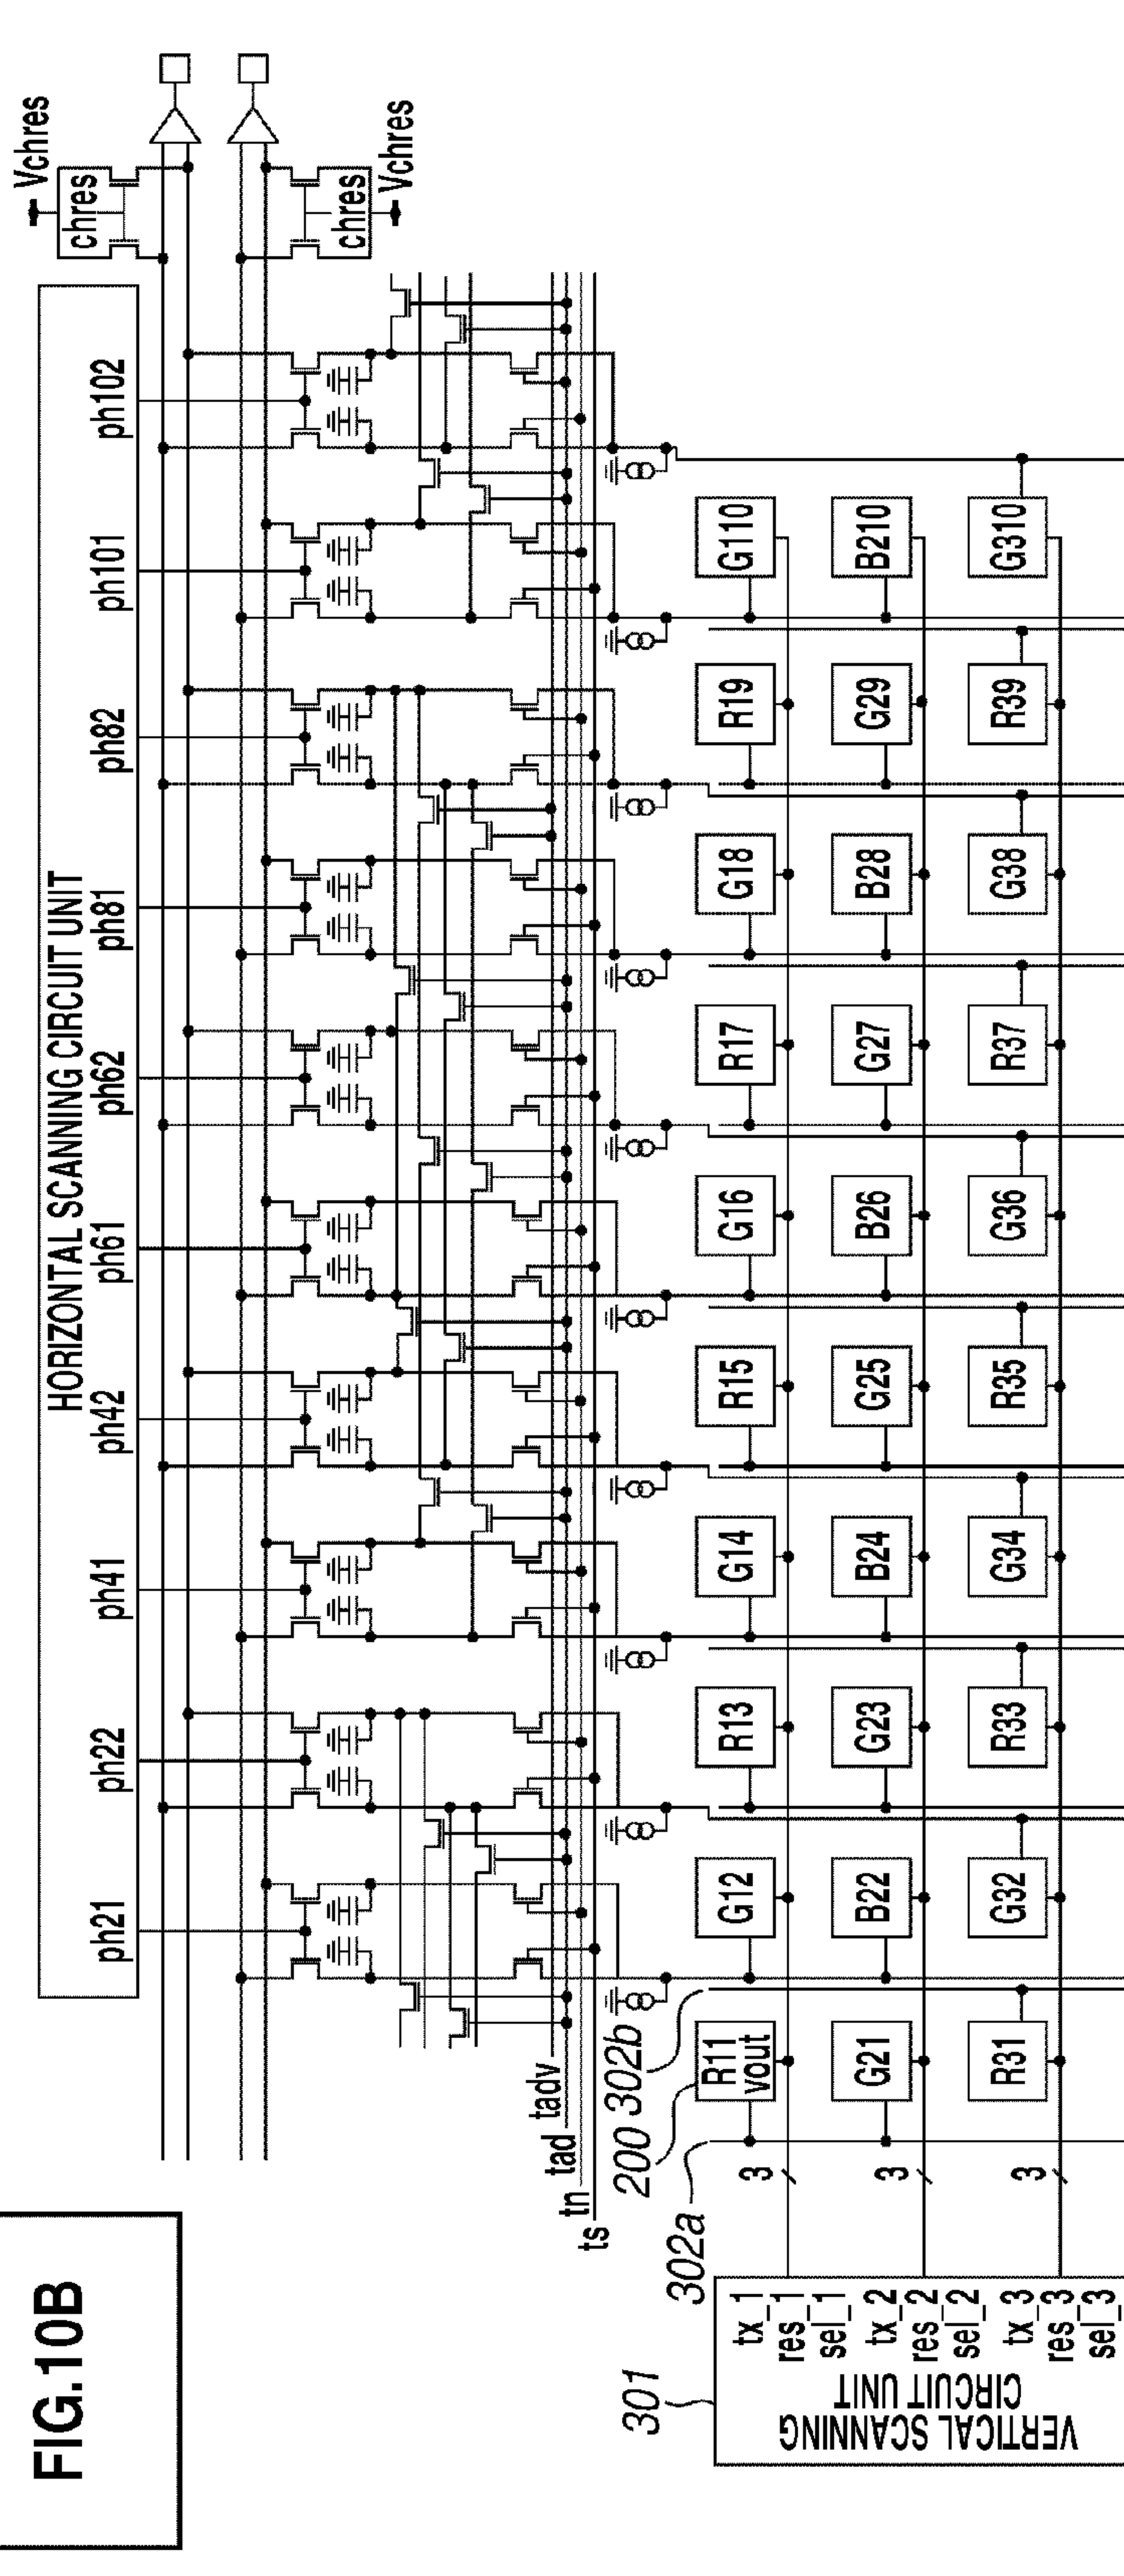 FIG.10B
HORIZONTAL SCANNING CIRCUIT UNIT
ph21 ph22 ph41 ph42 ph61 ph62 ph81 ph82 ph101 ph102
Vchres
chres
chres
Vchres
tadv
tad
tn
ts
302a
200
302b
301
VERTICAL SCANNING
CIRCUIT UNIT
tx_1
res_1
sel_1
tx_2
res_2
sel_2
tx_3
res_3
sel_3
3
3
3
R11 G12 R13 G14 R15 G16 R17 G18 R19 G110
vout
G21 B22 G23 B24 G25 B26 G27 B28 G29 B210
R31 G32 R33 G34 R35 G36 R37 G38 R39 G310